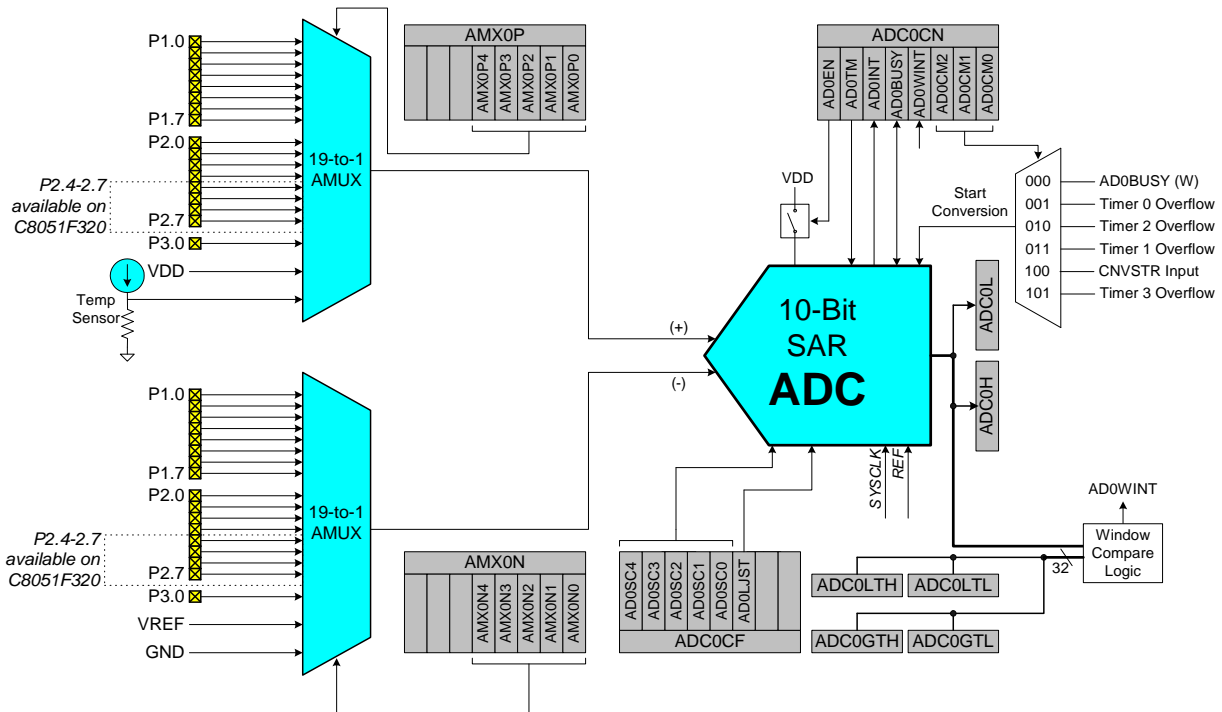 P1.0
P1.7
P2.0
P2.4-2.7
available on
C8051F320
P2.7
P3.0
VDD
Temp
Sensor
19-to-1
AMUX
AMX0P
AMX0P4
AMX0P3
AMX0P2
AMX0P1
AMX0P0
ADC0CN
AD0EN
AD0TM
AD0INT
AD0BUSY
AD0WINT
AD0CM2
AD0CM1
AD0CM0
VDD
Start
Conversion
000 AD0BUSY (W)
001 Timer 0 Overflow
010 Timer 2 Overflow
011 Timer 1 Overflow
100 CNVSTR Input
101 Timer 3 Overflow
(+)
(-)
10-Bit
SAR
ADC
ADC0L
ADC0H
SYSCLK
REF
P1.0
P1.7
P2.0
P2.4-2.7
available on
C8051F320
P2.7
P3.0
VREF
GND
19-to-1
AMUX
AMX0N
AMX0N4
AMX0N3
AMX0N2
AMX0N1
AMX0N0
AD0SC4
AD0SC3
AD0SC2
AD0SC1
AD0SC0
AD0LJST
ADC0CF
AD0WINT
Window
Compare
Logic
32
ADC0LTH
ADC0LTL
ADC0GTH
ADC0GTL